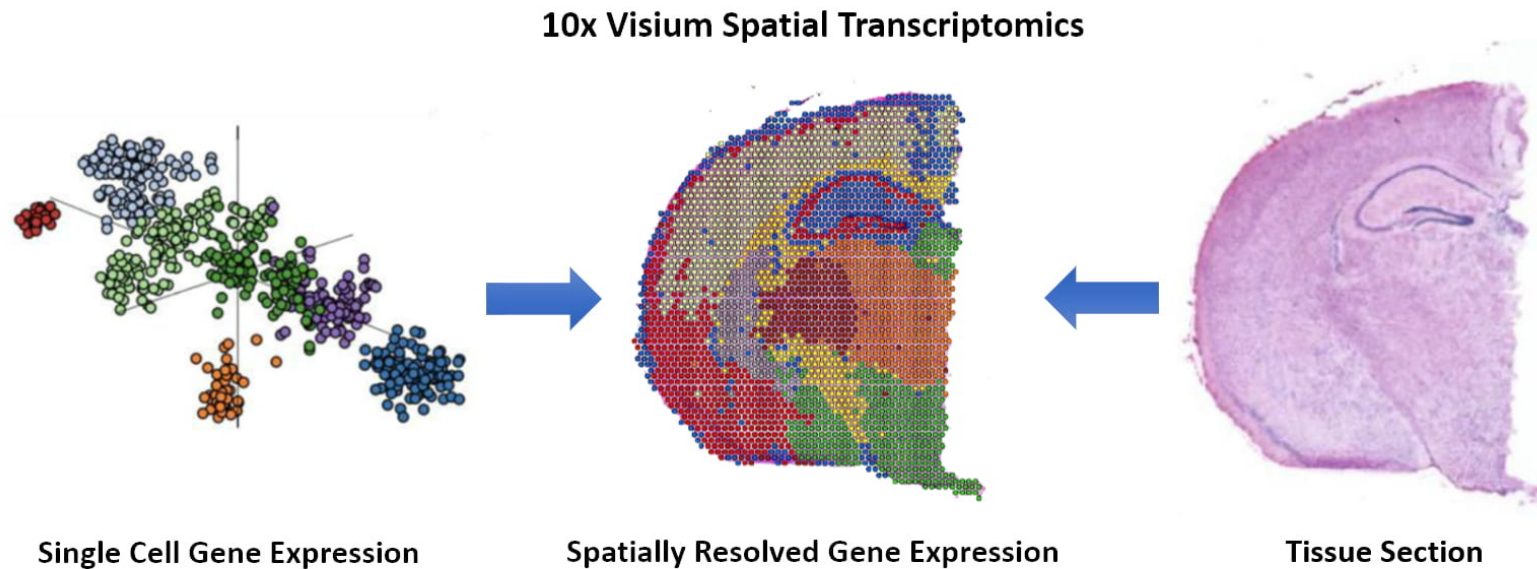 10x Visium Spatial Transcriptomics
Single Cell Gene Expression
Spatially Resolved Gene Expression
Tissue Section